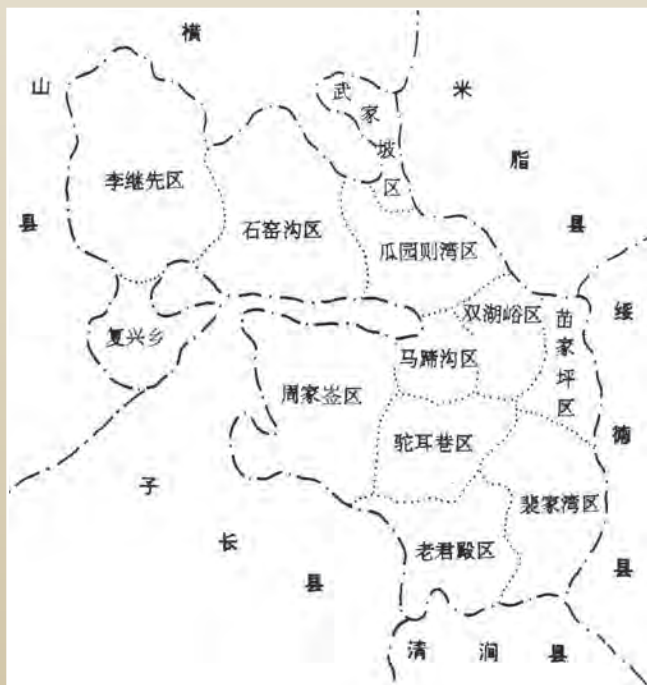 横山县
米脂县
武家坡区
李继先区
石窑沟区
瓜园则湾区
双湖峪区
苗家坪区
绥德县
复兴乡
马蹄沟区
周家崄区
驼耳巷区
裴家湾区
子长县
老君殿区
清涧县